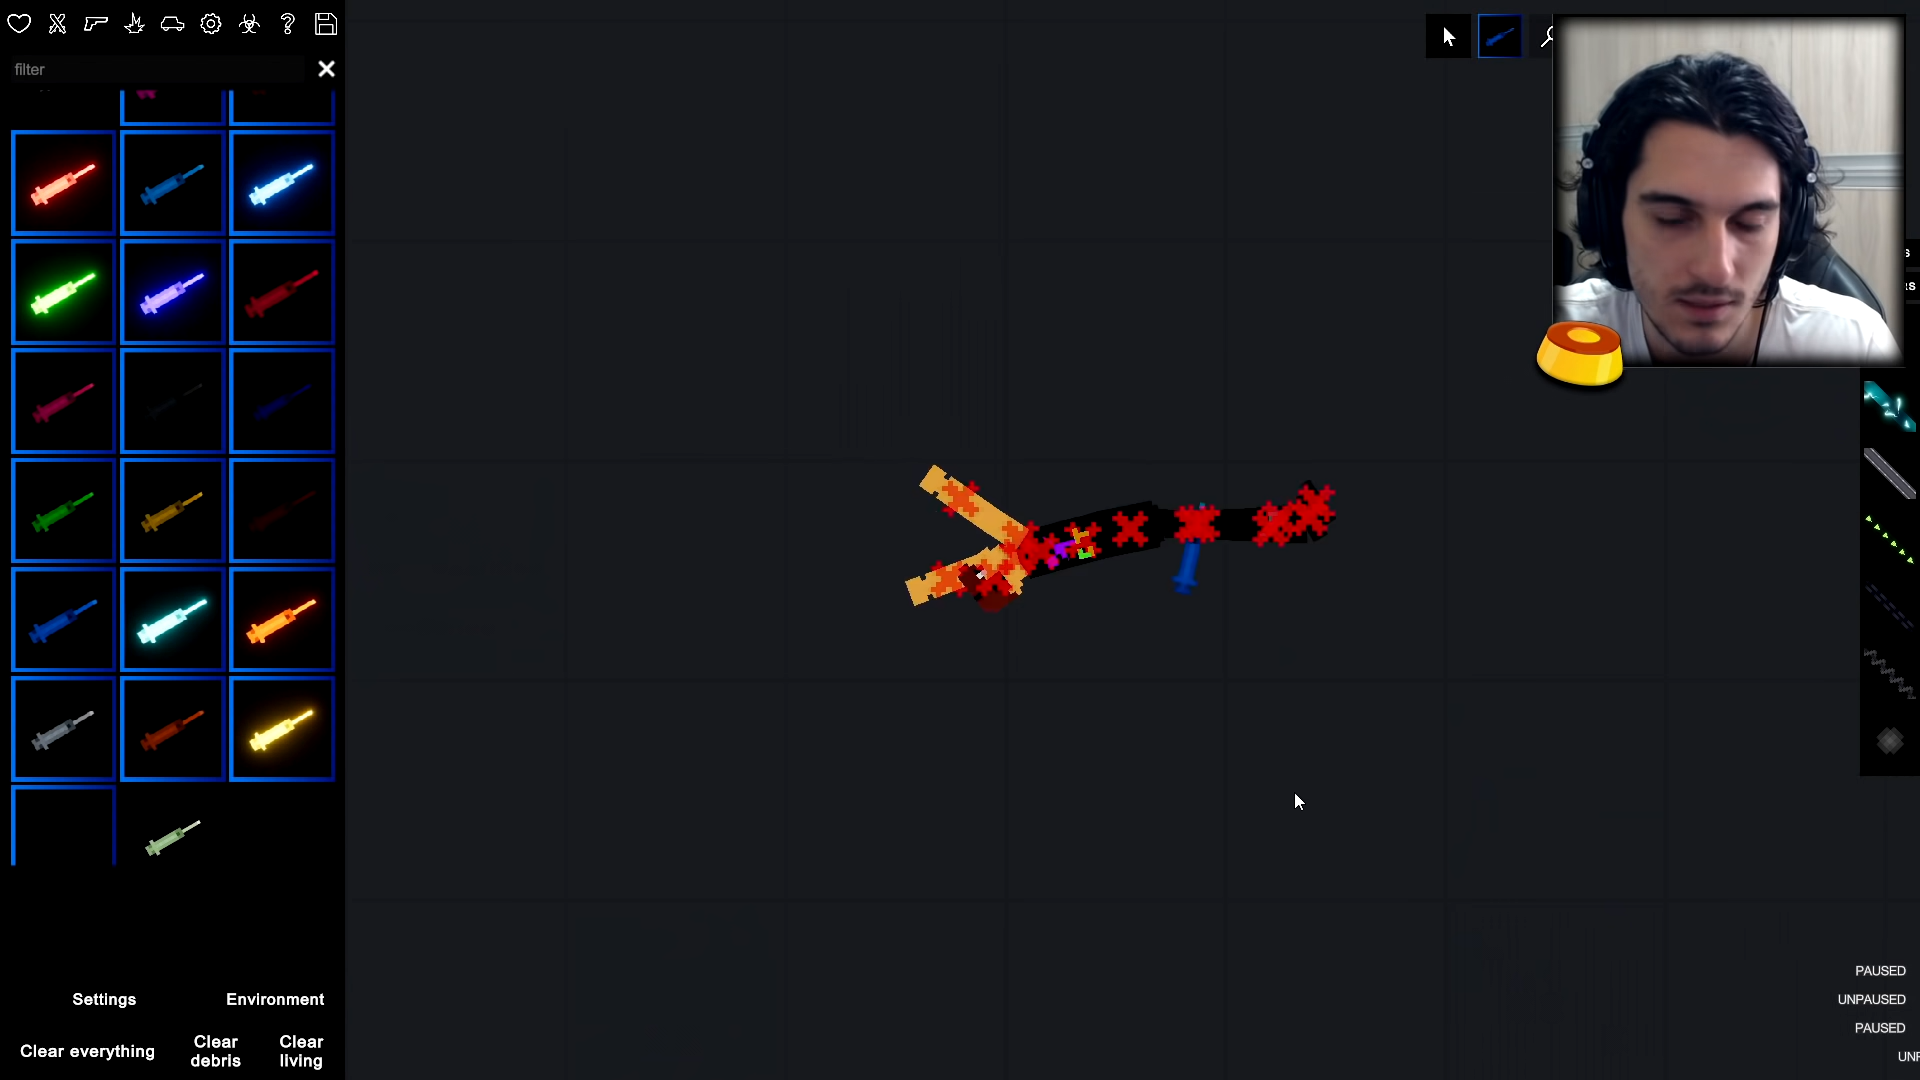 filter
Settings
Environment
Clear everything
Clear
debris
Clear
living
PAUSED
UNPAUSED
PAUSED